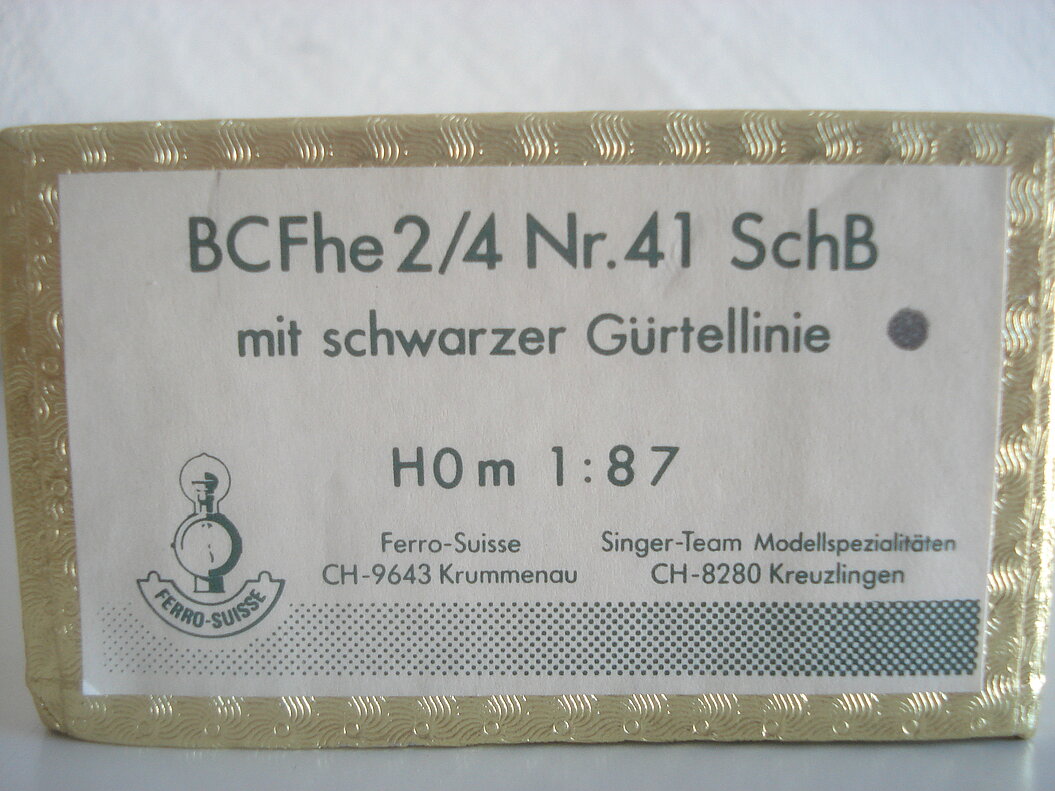 BCFhe 2/4 Nr. 41 SchB
mit schwarzer Gürtellinie
H0m 1:87
Ferro-Suisse
CH-9643 Krummenau
Singer-Team Modellspezialitäten
CH-8280 Kreuzlingen
FERRO-SUISSE